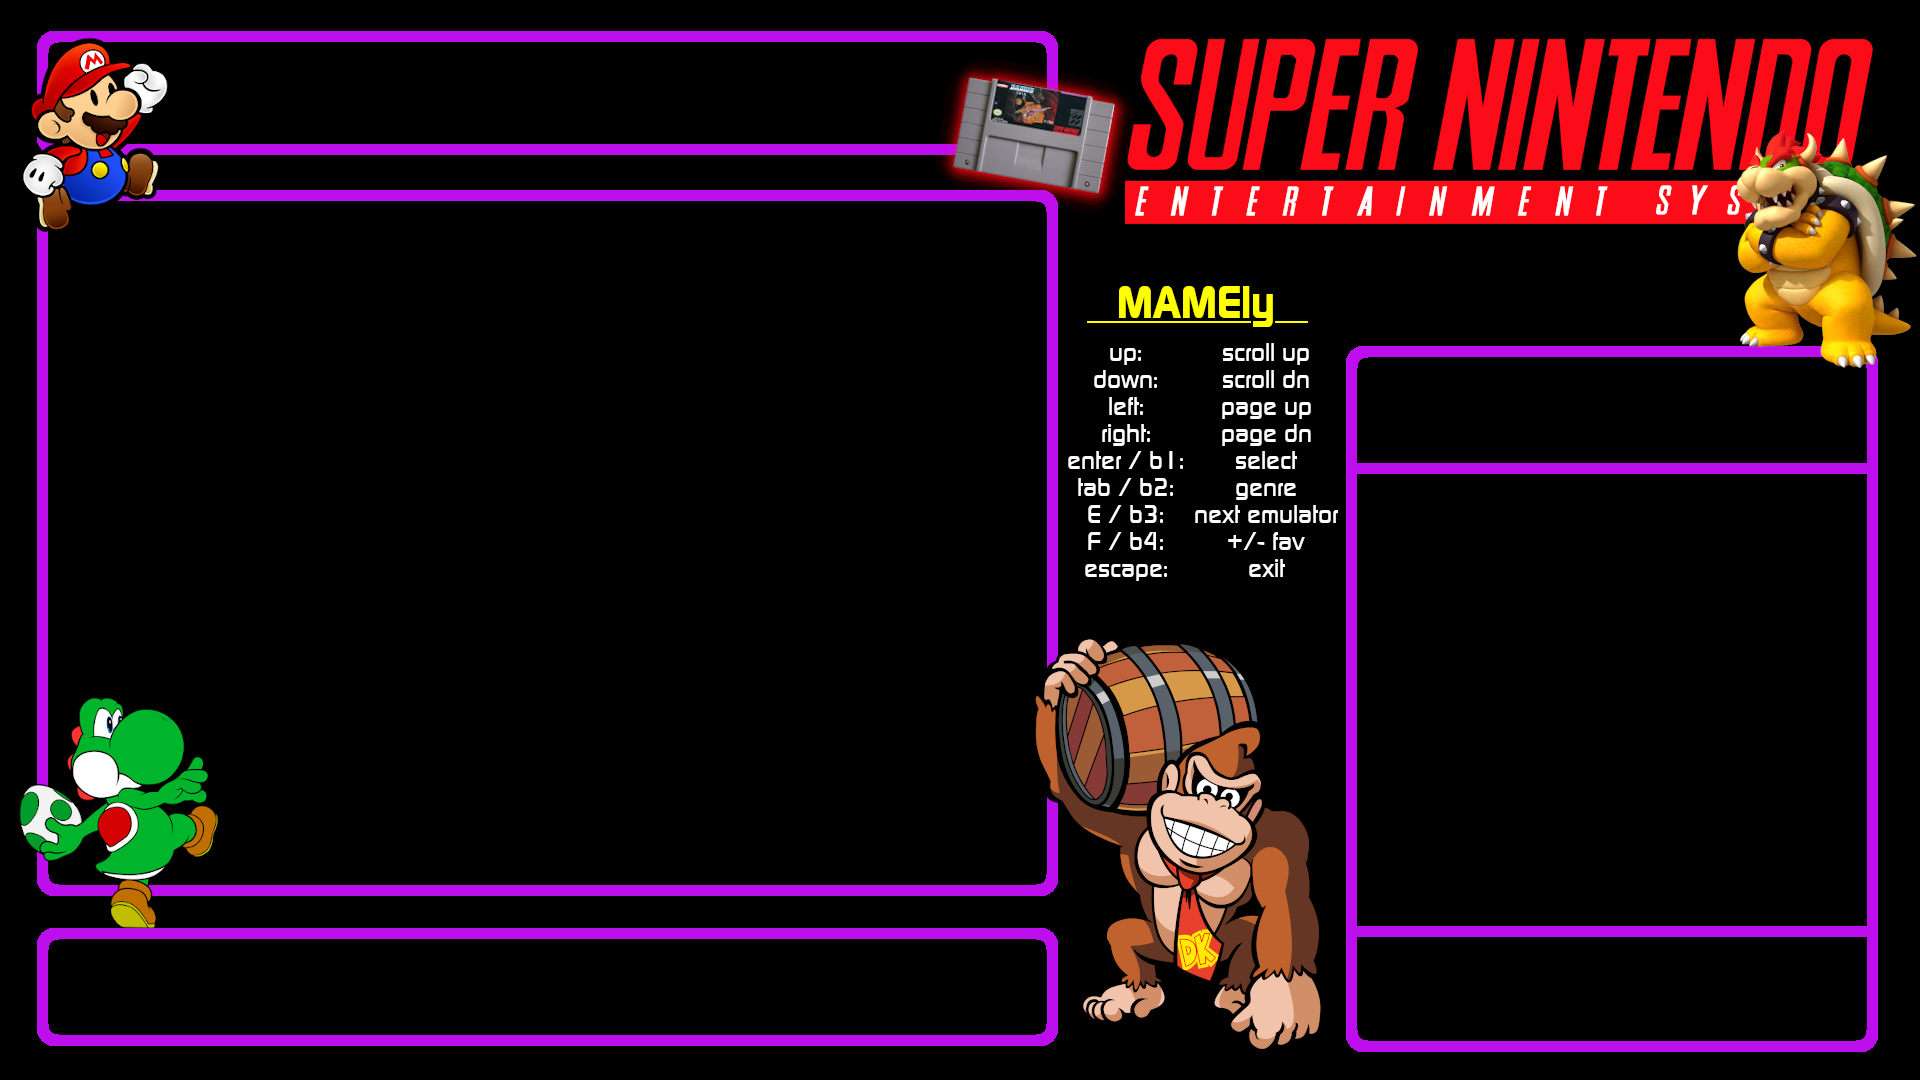 SUPER NINTENDO
ENTERTAINMENT SYS
MAMEly
up: scroll up
down: scroll dn
left: page up
right: page dn
enter / b1: select
tab / b2: genre
E / b3: next emulator
F / b4: +/- fav
escape: exit
M
DK